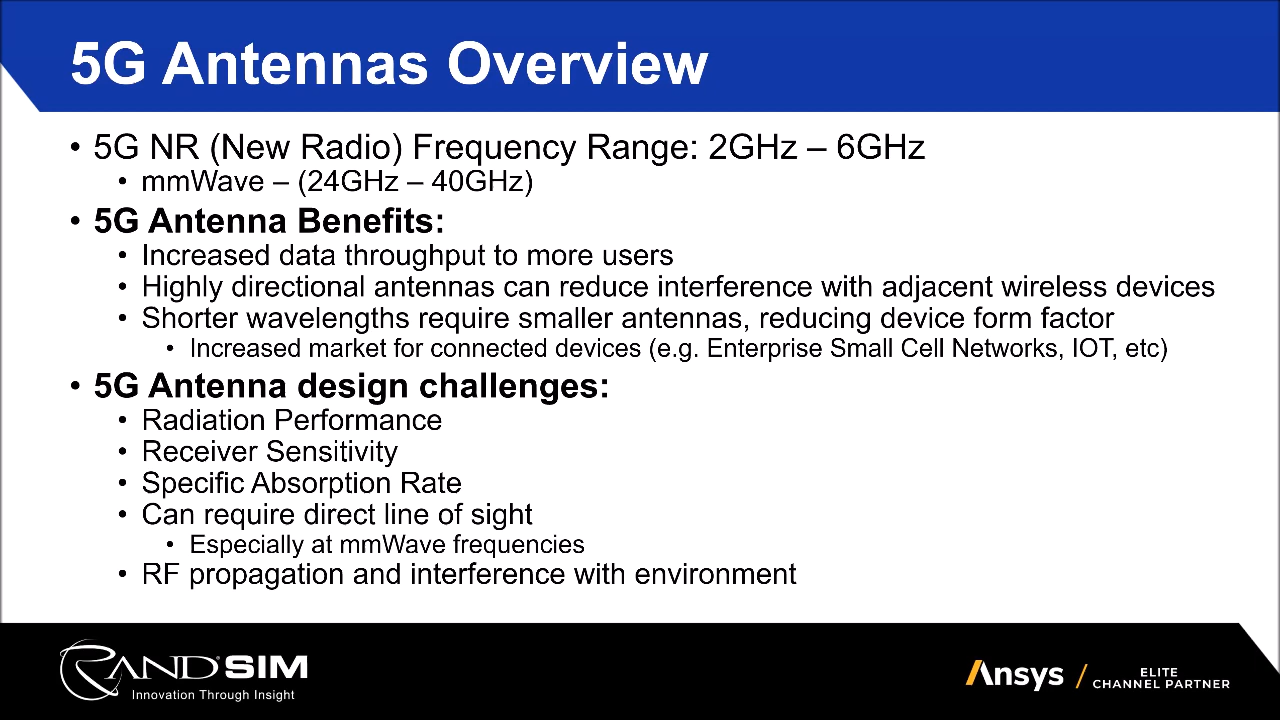 5G Antennas Overview
• 5G NR (New Radio) Frequency Range: 2GHz – 6GHz
• mmWave – (24GHz – 40GHz)
• 5G Antenna Benefits:
• Increased data throughput to more users
• Highly directional antennas can reduce interference with adjacent wireless devices
• Shorter wavelengths require smaller antennas, reducing device form factor
• Increased market for connected devices (e.g. Enterprise Small Cell Networks, IOT, etc)
• 5G Antenna design challenges:
• Radiation Performance
• Receiver Sensitivity
• Specific Absorption Rate
• Can require direct line of sight
• Especially at mmWave frequencies
• RF propagation and interference with environment
RAND SIM
Innovation Through Insight
Ansys / ELITE
CHANNEL PARTNER